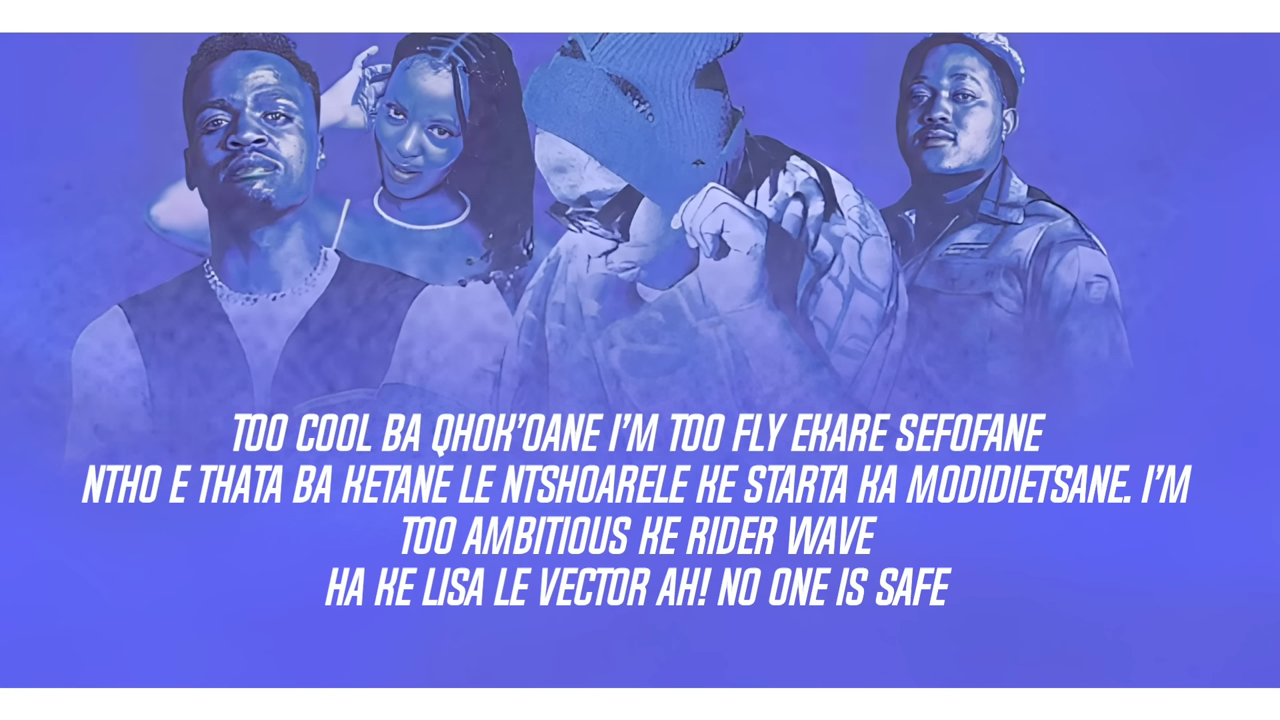 TOO COOL BA QHOK'OANE I'M TOO FLY EKARE SEFOFANE
NTHO E THATA BA KETANE LE NTSHOARELE KE STARTA KA MODIDIETSANE. I'M
TOO AMBITIOUS KE RIDER WAVE
HA KE LISA LE VECTOR AH! NO ONE IS SAFE